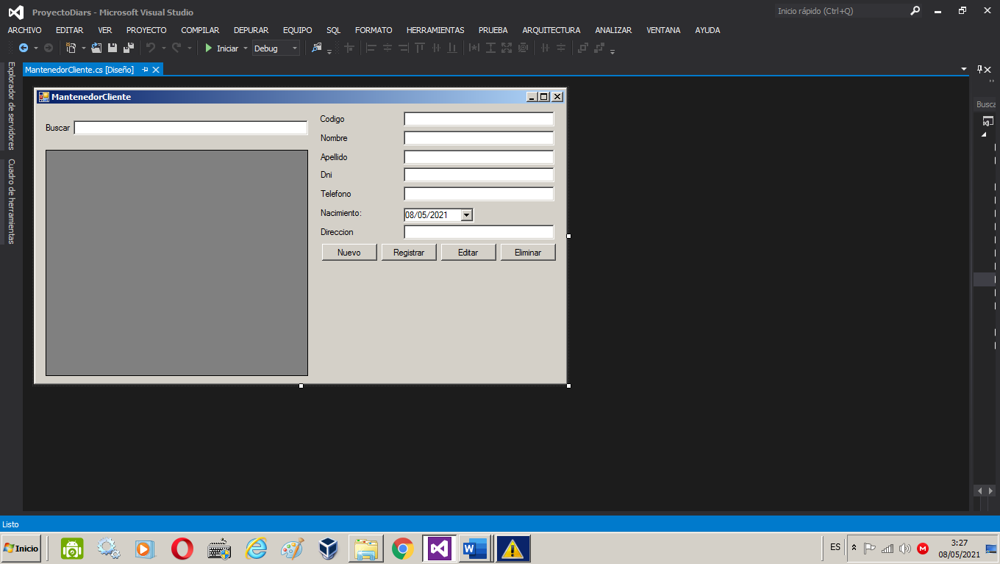 ProyectoDiars - Microsoft Visual Studio
Inicio rápido (Ctrl+Q)
ARCHIVO EDITAR VER PROYECTO COMPILAR DEPURAR EQUIPO SQL FORMATO HERRAMIENTAS PRUEBA ARQUITECTURA ANALIZAR VENTANA AYUDA
Iniciar Debug
Explorador de servidores
Cuadro de herramientas
MantenedorCliente.cs [Diseño]
Busca
MantenedorCliente
Buscar
Codigo
Nombre
Apellido
Dni
Telefono
Nacimiento: 08/05/2021
Direccion
Nuevo Registrar Editar Eliminar
Listo
Inicio
ES
3:27
08/05/2021